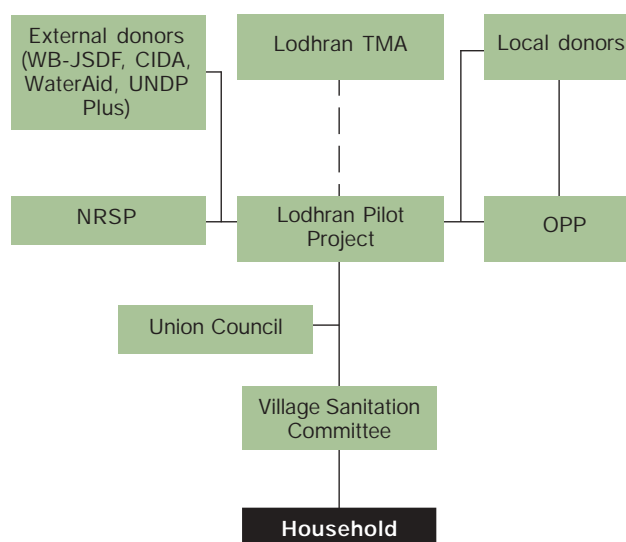 External donors
(WB-JSDF, CIDA,
WaterAid, UNDP
Plus)
Lodhran TMA
Local donors
NRSP
Lodhran Pilot
Project
OPP
Union Council
Village Sanitation
Committee
Household